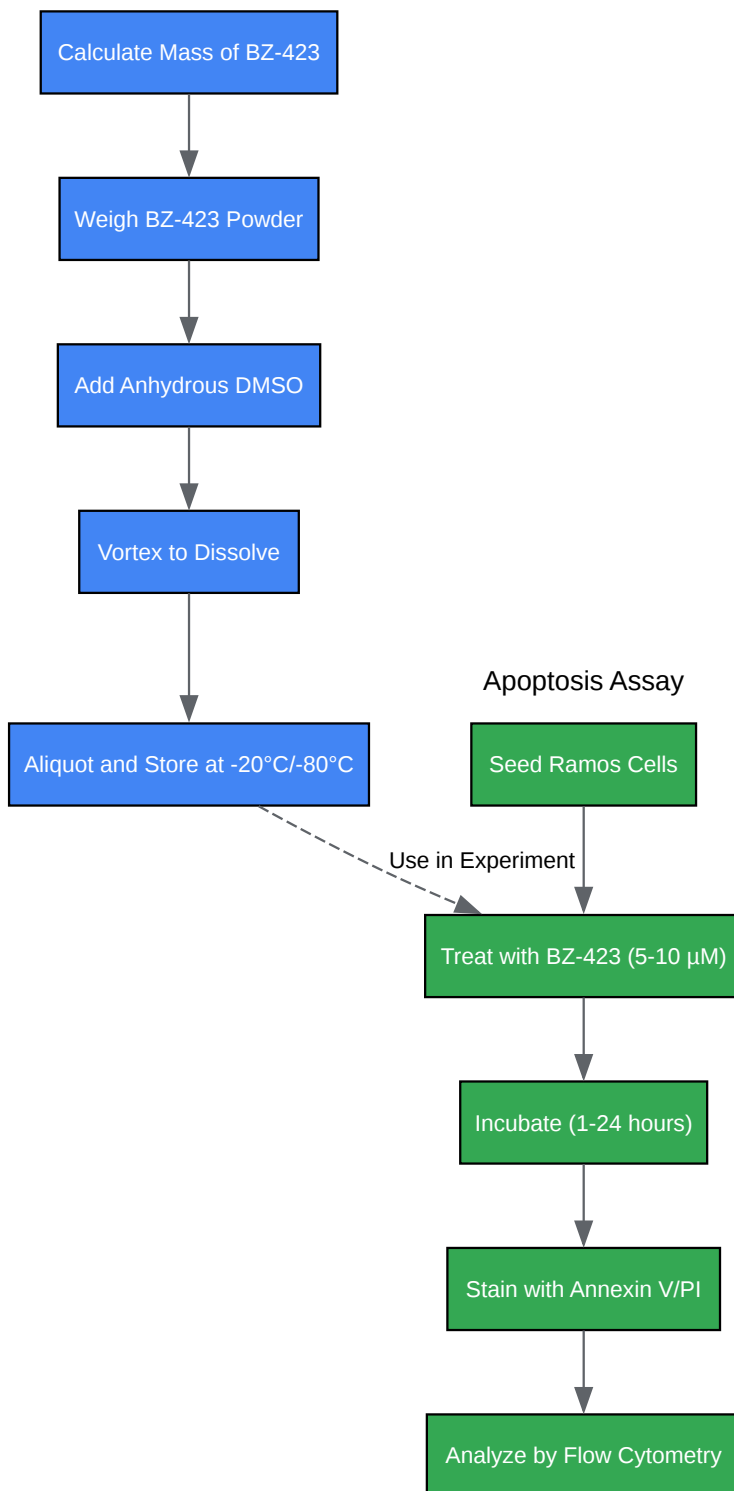 Calculate Mass of BZ-423
Weigh BZ-423 Powder
Add Anhydrous DMSO
Vortex to Dissolve
Aliquot and Store at -20°C/-80°C
Apoptosis Assay
Seed Ramos Cells
Use in Experiment
Treat with BZ-423 (5-10 µM)
Incubate (1-24 hours)
Stain with Annexin V/PI
Analyze by Flow Cytometry